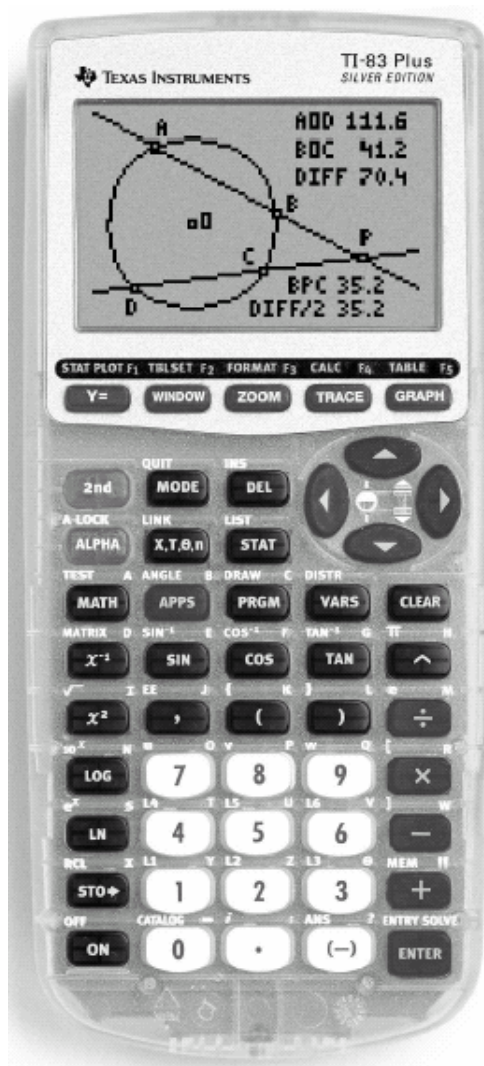 TI-83 Plus
TEXAS INSTRUMENTS SILVER EDITION
A AOD 111.6
BOC 41.2
DIFF 70.4
B
O
C P
BPC 35.2
D DIFF/2 35.2
STAT PLOT F1 TBLSET F2 FORMAT F3 CALC F4 TABLE F5
Y= WINDOW ZOOM TRACE GRAPH
QUIT INS
2nd MODE DEL
A-LOCK LINK LIST
ALPHA X,T,θ,n STAT
TEST A ANGLE B DRAW C DISTR
MATH APPS PRGM VARS CLEAR
MATRIX D SIN⁻¹ E COS⁻¹ F TAN⁻¹ G π H
x⁻¹ SIN COS TAN ^
√ I EE J { K } L e M
x² , ( ) ÷
10ˣ N u O v P w Q [ R
LOG 7 8 9 ×
eˣ S L4 T L5 U L6 V ] W
LN 4 5 6 −
RCL X L1 Y L2 Z L3 θ MEM "
STO➔ 1 2 3 +
OFF CATALOG i : ANS ? ENTRY SOLVE
ON 0 . (−) ENTER